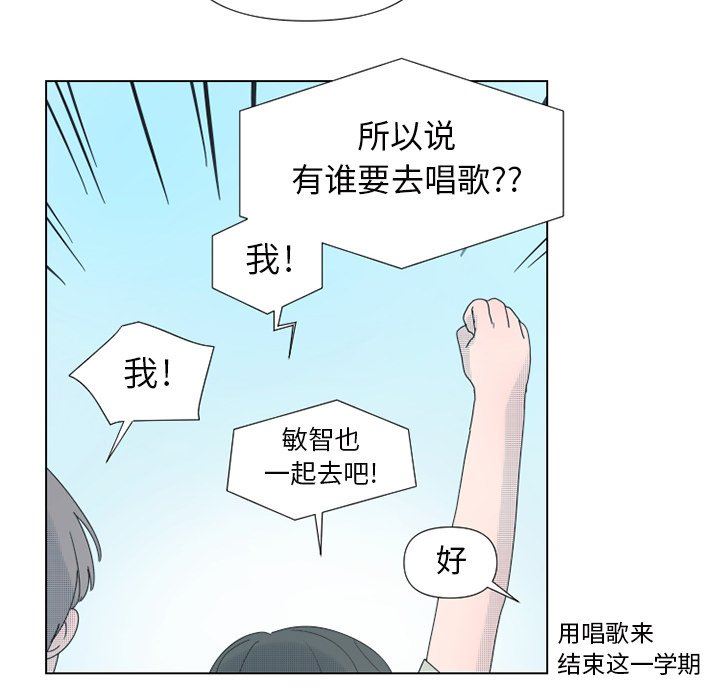 所以说
有谁要去唱歌??
我!
我!
敏智也
一起去吧!
好
用唱歌来
结束这一学期